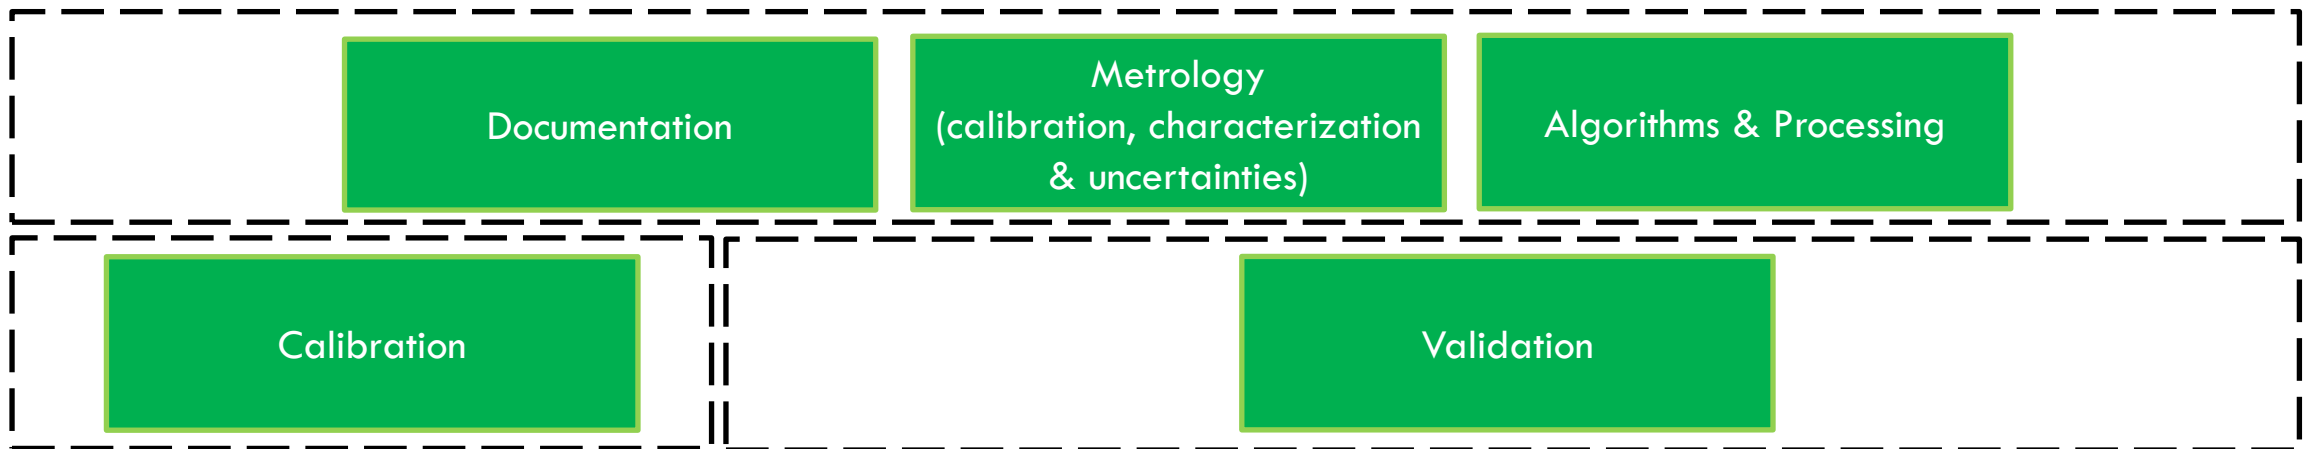 Documentation
Metrology
(calibration, characterization
& uncertainties)
Algorithms & Processing
Calibration
Validation